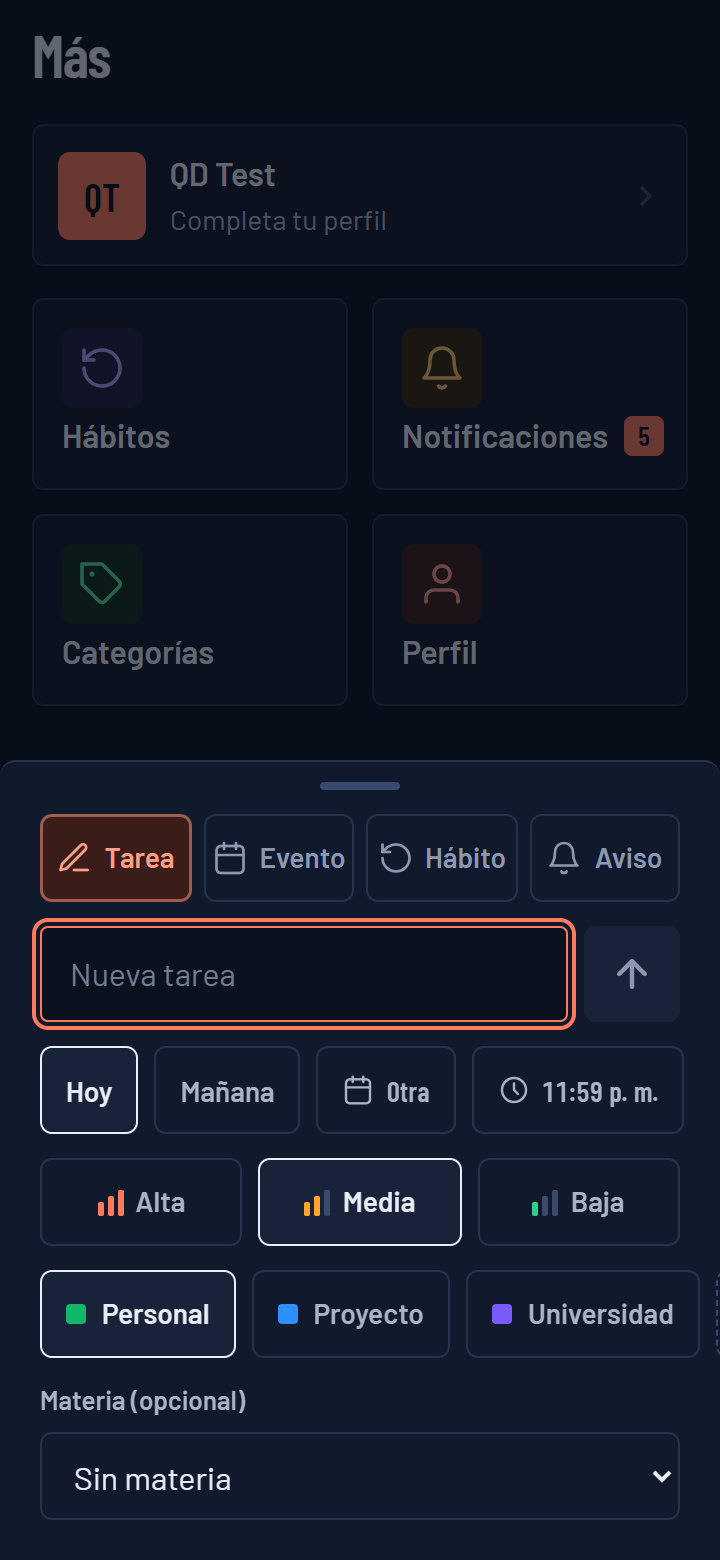 Más
QT
QD Test
Completa tu perfil
Hábitos
Notificaciones 5
Categorías
Perfil
Tarea
Evento
Hábito
Aviso
Nueva tarea
Hoy
Mañana
Otra
11:59 p. m.
Alta
Media
Baja
Personal
Proyecto
Universidad
Materia (opcional)
Sin materia